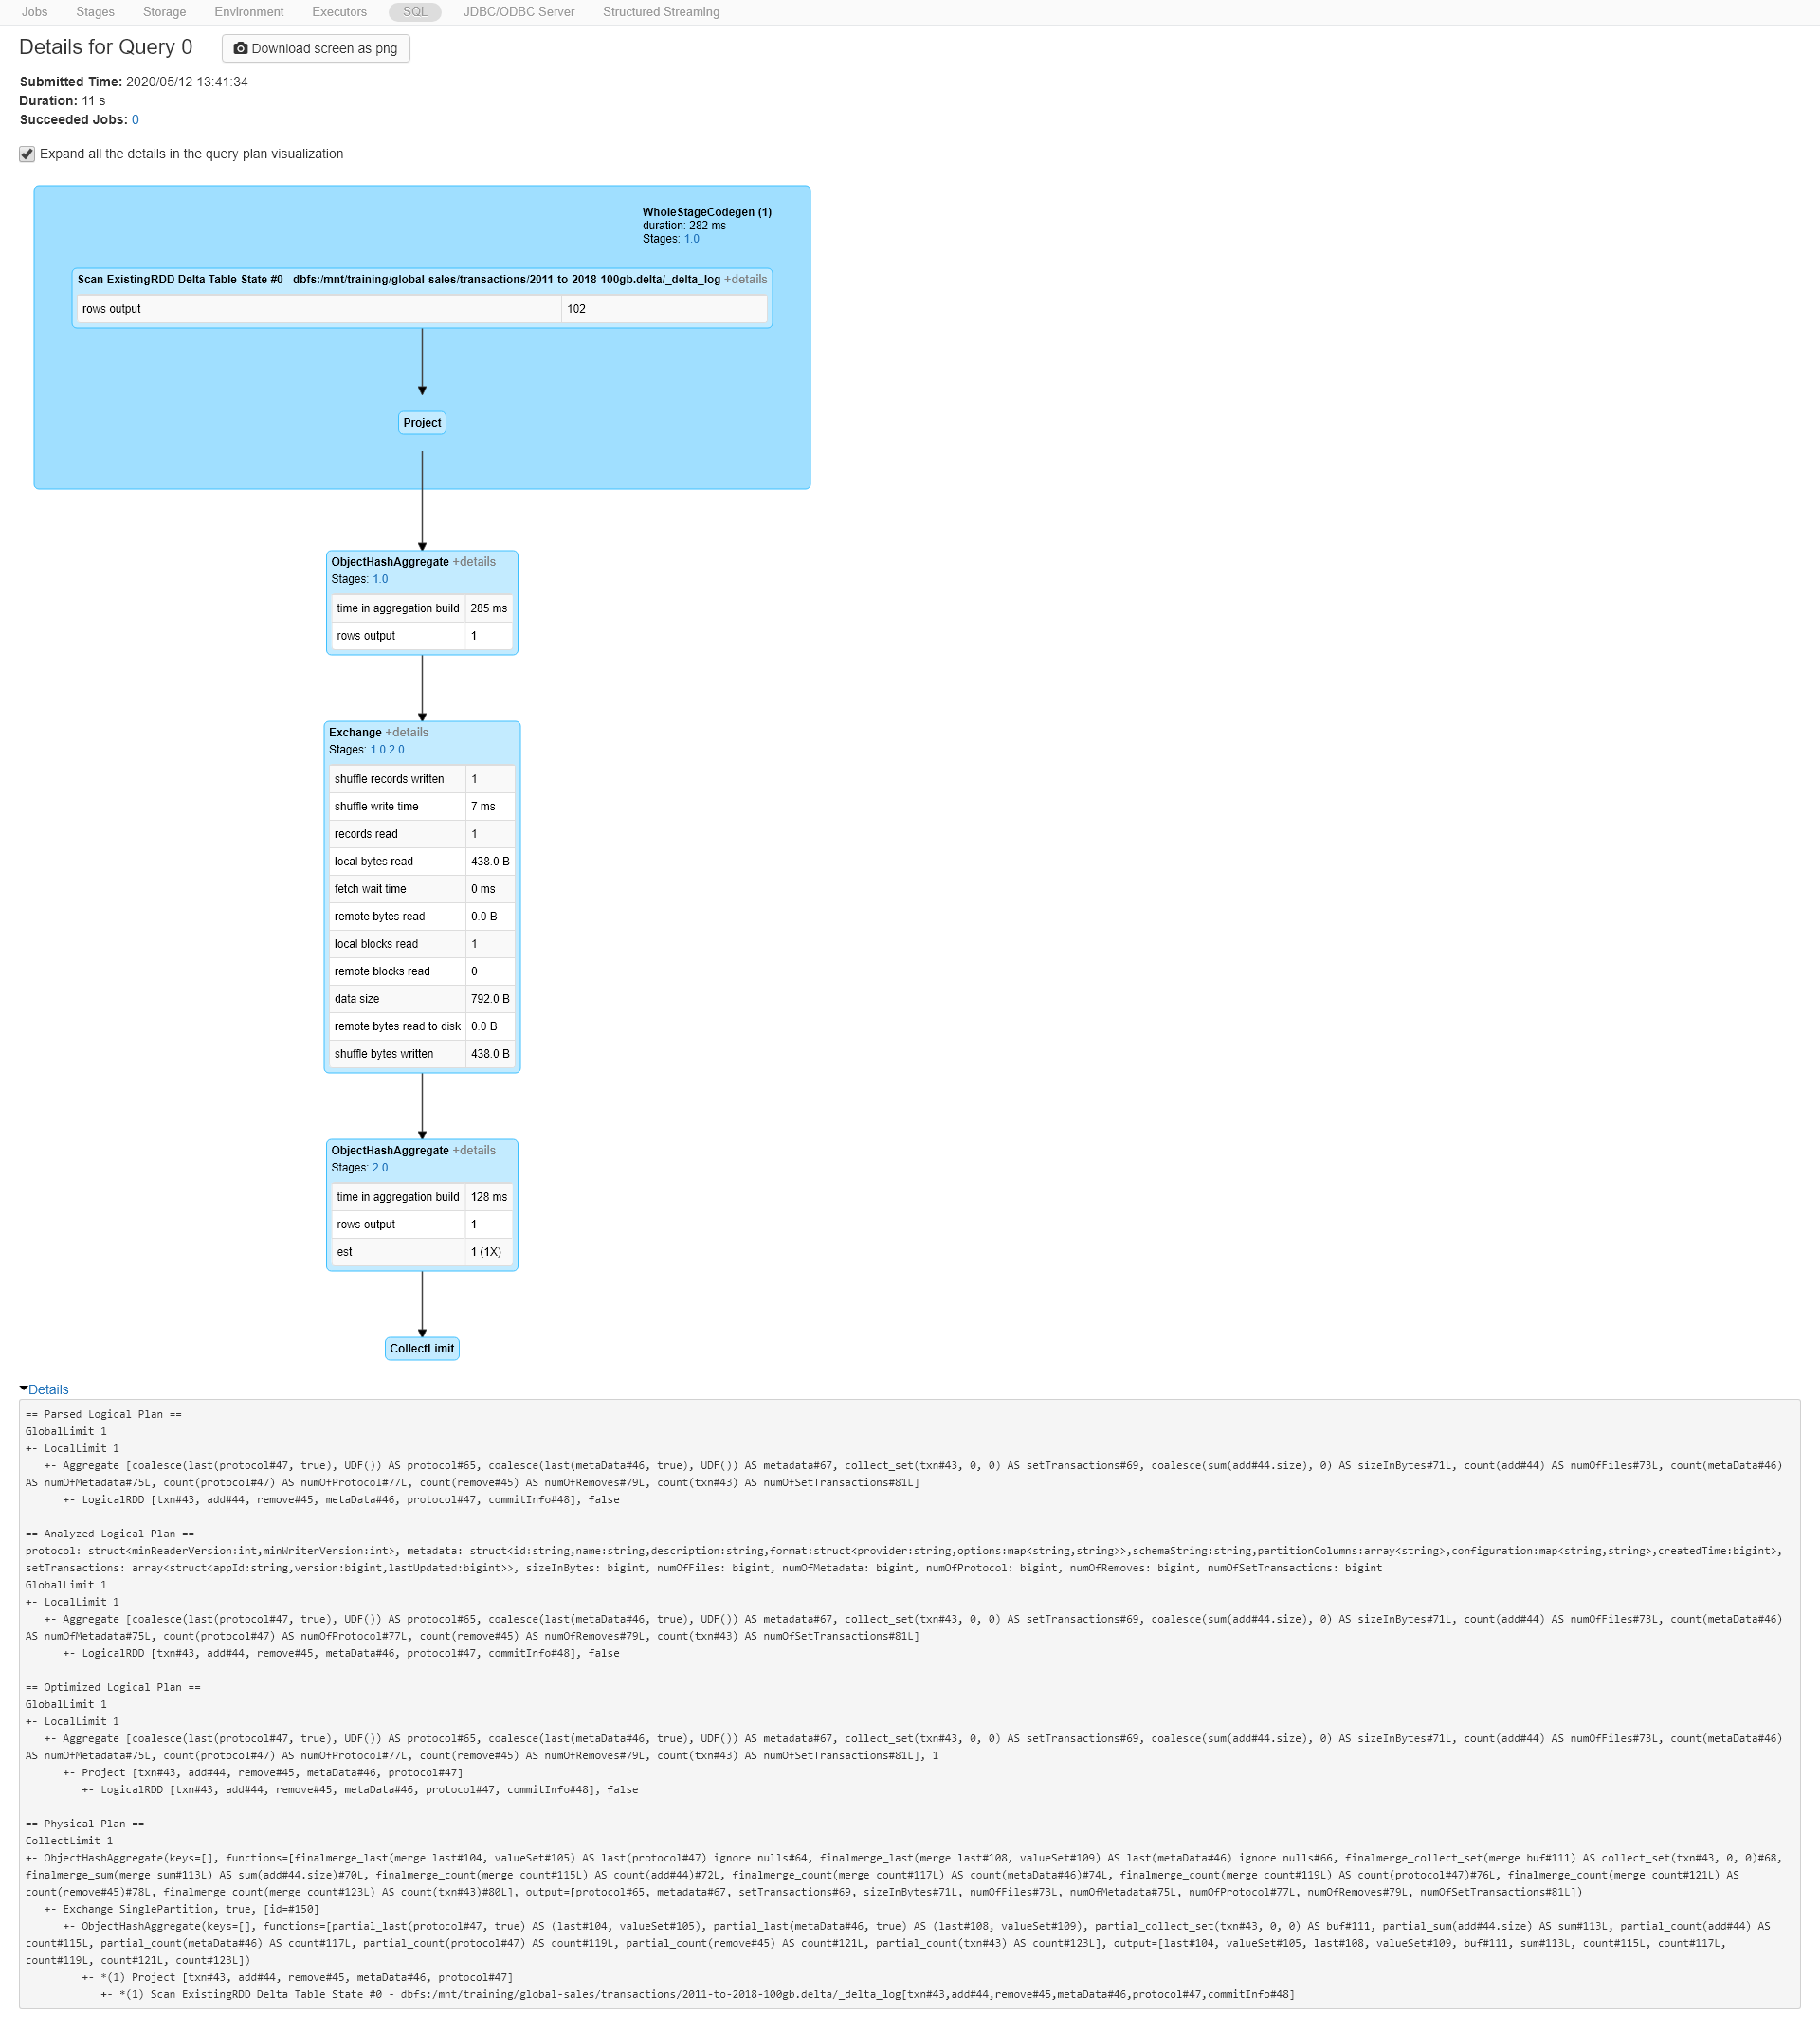 Jobs Stages Storage Environment Executors SQL JDBC/ODBC Server Structured Streaming
Details for Query 0 Download screen as png
Submitted Time: 2020/05/12 13:41:34
Duration: 11 s
Succeeded Jobs: 0
Expand all the details in the query plan visualization
WholeStageCodegen (1)
duration: 282 ms
Stages: 1.0
Scan ExistingRDD Delta Table State #0 - dbfs:/mnt/training/global-sales/transactions/2011-to-2018-100gb.delta/_delta_log +details
rows output 102
Project
ObjectHashAggregate +details
Stages: 1.0
time in aggregation build 285 ms
rows output 1
Exchange +details
Stages: 1.0 2.0
shuffle records written 1
shuffle write time 7 ms
records read 1
local bytes read 438.0 B
fetch wait time 0 ms
remote bytes read 0.0 B
local blocks read 1
remote blocks read 0
data size 792.0 B
remote bytes read to disk 0.0 B
shuffle bytes written 438.0 B
ObjectHashAggregate +details
Stages: 2.0
time in aggregation build 128 ms
rows output 1
est 1 (1X)
CollectLimit
Details
== Parsed Logical Plan ==
GlobalLimit 1
+- LocalLimit 1
   +- Aggregate [coalesce(last(protocol#47, true), UDF()) AS protocol#65, coalesce(last(metaData#46, true), UDF()) AS metadata#67, collect_set(txn#43, 0, 0) AS setTransactions#69, coalesce(sum(add#44.size), 0) AS sizeInBytes#71L, count(add#44) AS numOfFiles#73L, count(metaData#46)
AS numOfMetadata#75L, count(protocol#47) AS numOfProtocol#77L, count(remove#45) AS numOfRemoves#79L, count(txn#43) AS numOfSetTransactions#81L]
      +- LogicalRDD [txn#43, add#44, remove#45, metaData#46, protocol#47, commitInfo#48], false

== Analyzed Logical Plan ==
protocol: struct<minReaderVersion:int,minWriterVersion:int>, metadata: struct<id:string,name:string,description:string,format:struct<provider:string,options:map<string,string>>,schemaString:string,partitionColumns:array<string>,configuration:map<string,string>,createdTime:bigint>,
setTransactions: array<struct<appId:string,version:bigint,lastUpdated:bigint>>, sizeInBytes: bigint, numOfFiles: bigint, numOfMetadata: bigint, numOfProtocol: bigint, numOfRemoves: bigint, numOfSetTransactions: bigint
GlobalLimit 1
+- LocalLimit 1
   +- Aggregate [coalesce(last(protocol#47, true), UDF()) AS protocol#65, coalesce(last(metaData#46, true), UDF()) AS metadata#67, collect_set(txn#43, 0, 0) AS setTransactions#69, coalesce(sum(add#44.size), 0) AS sizeInBytes#71L, count(add#44) AS numOfFiles#73L, count(metaData#46)
AS numOfMetadata#75L, count(protocol#47) AS numOfProtocol#77L, count(remove#45) AS numOfRemoves#79L, count(txn#43) AS numOfSetTransactions#81L]
      +- LogicalRDD [txn#43, add#44, remove#45, metaData#46, protocol#47, commitInfo#48], false

== Optimized Logical Plan ==
GlobalLimit 1
+- LocalLimit 1
   +- Aggregate [coalesce(last(protocol#47, true), UDF()) AS protocol#65, coalesce(last(metaData#46, true), UDF()) AS metadata#67, collect_set(txn#43, 0, 0) AS setTransactions#69, coalesce(sum(add#44.size), 0) AS sizeInBytes#71L, count(add#44) AS numOfFiles#73L, count(metaData#46)
AS numOfMetadata#75L, count(protocol#47) AS numOfProtocol#77L, count(remove#45) AS numOfRemoves#79L, count(txn#43) AS numOfSetTransactions#81L], 1
      +- Project [txn#43, add#44, remove#45, metaData#46, protocol#47]
         +- LogicalRDD [txn#43, add#44, remove#45, metaData#46, protocol#47, commitInfo#48], false

== Physical Plan ==
CollectLimit 1
+- ObjectHashAggregate(keys=[], functions=[finalmerge_last(merge last#104, valueSet#105) AS last(protocol#47) ignore nulls#64, finalmerge_last(merge last#108, valueSet#109) AS last(metaData#46) ignore nulls#66, finalmerge_collect_set(merge buf#111) AS collect_set(txn#43, 0, 0)#68,
finalmerge_sum(merge sum#113L) AS sum(add#44.size)#70L, finalmerge_count(merge count#115L) AS count(add#44)#72L, finalmerge_count(merge count#117L) AS count(metaData#46)#74L, finalmerge_count(merge count#119L) AS count(protocol#47)#76L, finalmerge_count(merge count#121L) AS
count(remove#45)#78L, finalmerge_count(merge count#123L) AS count(txn#43)#80L], output=[protocol#65, metadata#67, setTransactions#69, sizeInBytes#71L, numOfFiles#73L, numOfMetadata#75L, numOfProtocol#77L, numOfRemoves#79L, numOfSetTransactions#81L])
   +- Exchange SinglePartition, true, [id=#150]
      +- ObjectHashAggregate(keys=[], functions=[partial_last(protocol#47, true) AS (last#104, valueSet#105), partial_last(metaData#46, true) AS (last#108, valueSet#109), partial_collect_set(txn#43, 0, 0) AS buf#111, partial_sum(add#44.size) AS sum#113L, partial_count(add#44) AS
count#115L, partial_count(metaData#46) AS count#117L, partial_count(protocol#47) AS count#119L, partial_count(remove#45) AS count#121L, partial_count(txn#43) AS count#123L], output=[last#104, valueSet#105, last#108, valueSet#109, buf#111, sum#113L, count#115L, count#117L,
count#119L, count#121L, count#123L])
         +- *(1) Project [txn#43, add#44, remove#45, metaData#46, protocol#47]
            +- *(1) Scan ExistingRDD Delta Table State #0 - dbfs:/mnt/training/global-sales/transactions/2011-to-2018-100gb.delta/_delta_log[txn#43,add#44,remove#45,metaData#46,protocol#47,commitInfo#48]